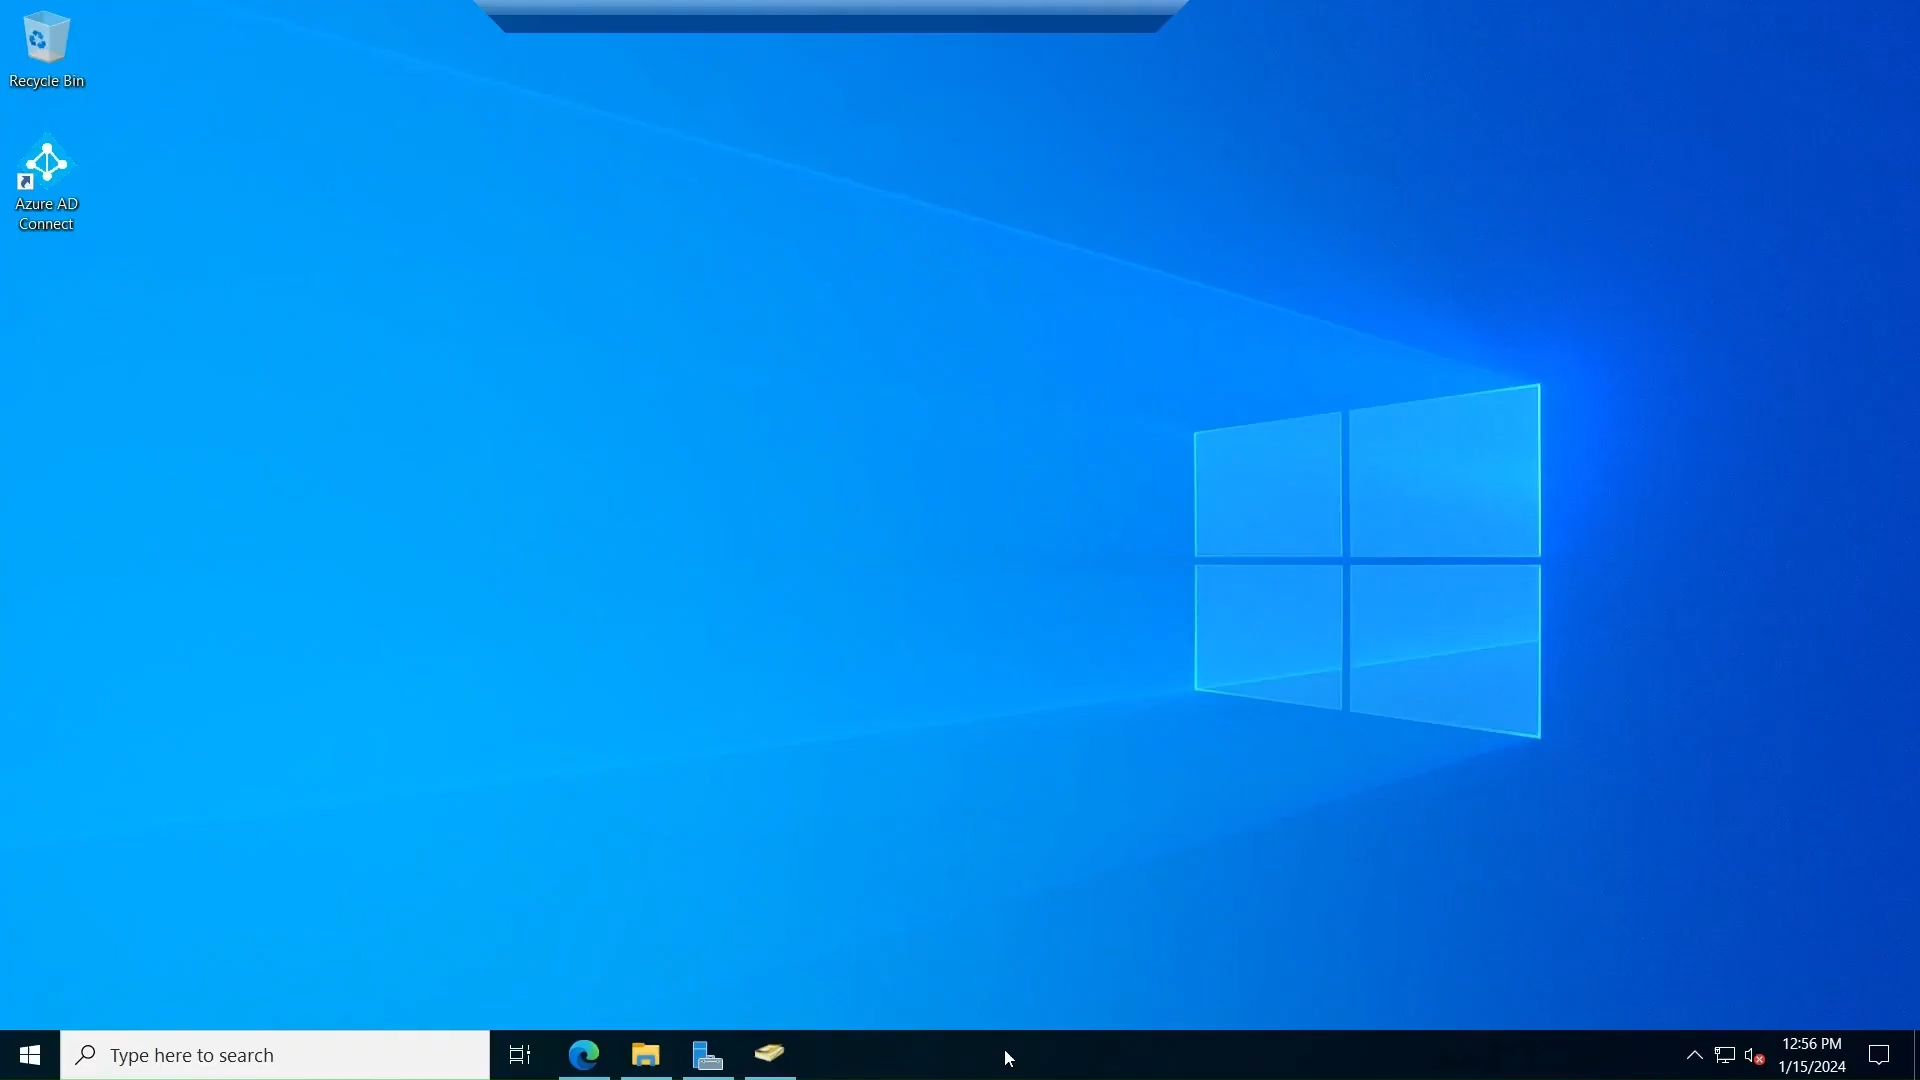 Recycle Bin
Azure AD
Connect
Type here to search
12:56 PM
1/15/2024